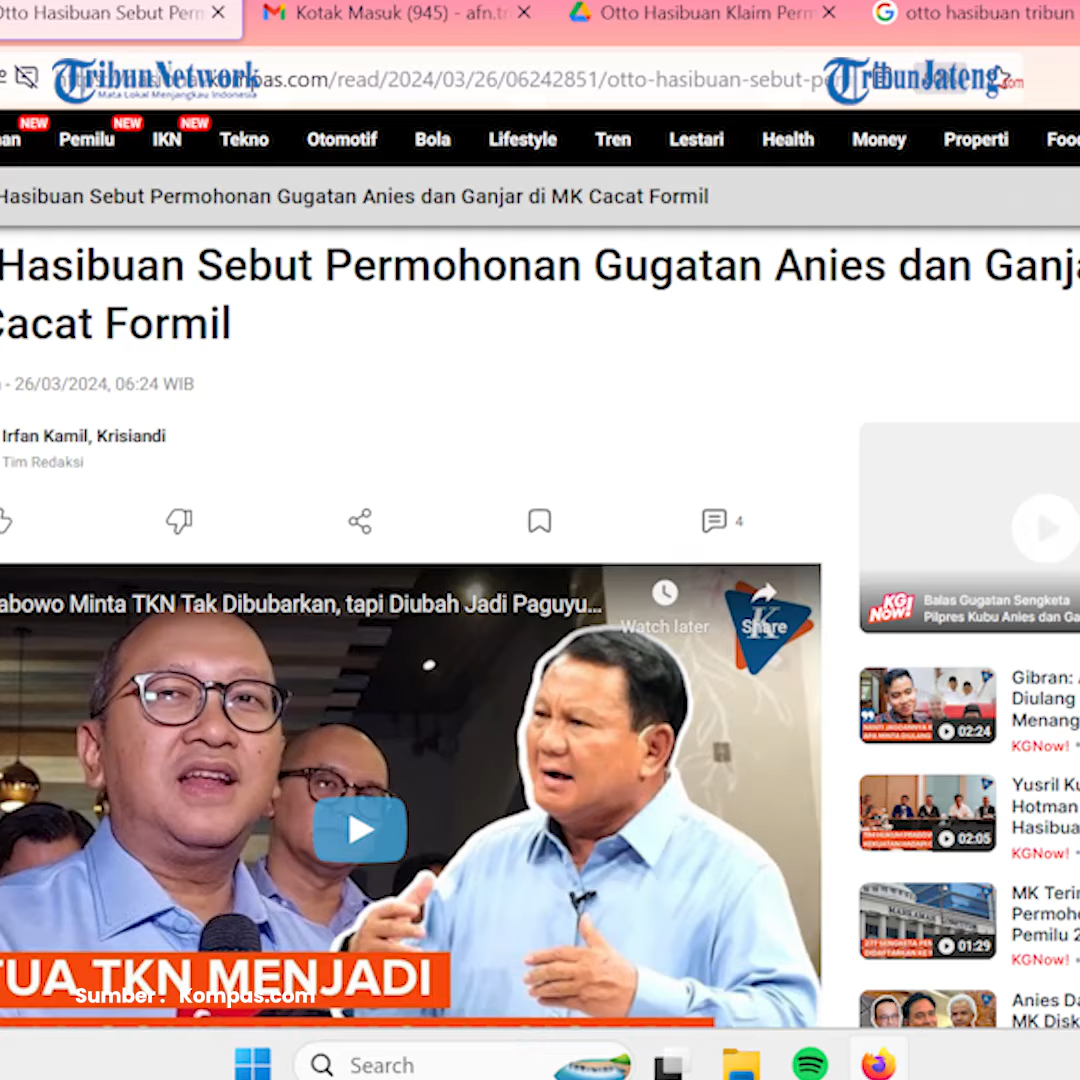 Otto Hasibuan Sebut Perm
Kotak Masuk (945) - afn.tr
Otto Hasibuan Klaim Perm
otto hasibuan tribun
TribunNetwork
Mata Lokal Menjangkau Indonesia
kompas.com/read/2024/03/26/06242851/otto-hasibuan-sebut-pe
TribunJateng.com
NEW
NEW
NEW
an
Pemilu
IKN
Tekno
Otomotif
Bola
Lifestyle
Tren
Lestari
Health
Money
Properti
Food
Hasibuan Sebut Permohonan Gugatan Anies dan Ganjar di MK Cacat Formil
Hasibuan Sebut Permohonan Gugatan Anies dan Ganja
Cacat Formil
- 26/03/2024, 06:24 WIB
Irfan Kamil, Krisiandi
Tim Redaksi
4
abowo Minta TKN Tak Dibubarkan, tapi Diubah Jadi Paguyu...
Watch later
Share
K
TUA TKN MENJADI
Sumber: Kompas.com
KG NOW!
Balas Gugatan Sengketa
Pilpres Kubu Anies dan Ga
Gibran: A
Diulang
Menang
KGNow!
02:24
Yusril Ku
Hotman
Hasibua
KGNow!
02:05
MK Terim
Permoho
Pemilu 2
KGNow!
01:29
Anies Da
MK Disk
Search